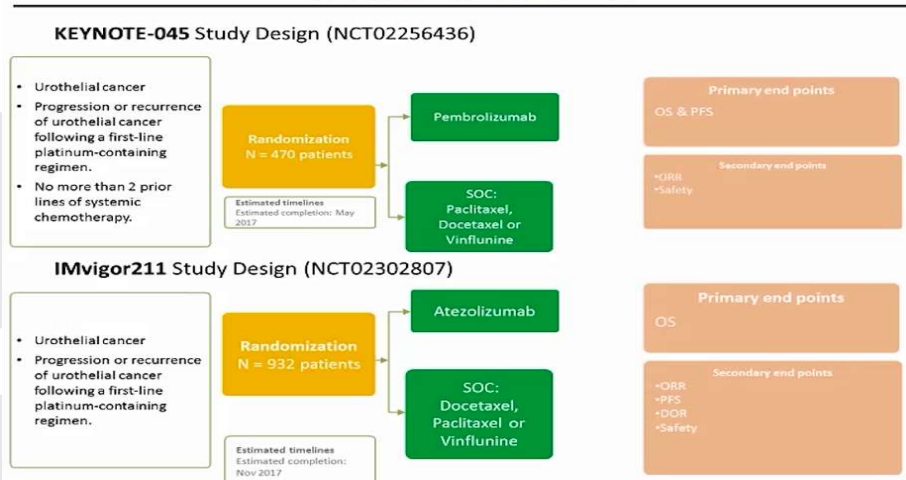 KEYNOTE-045 Study Design (NCT02256436)
• Urothelial cancer
• Progression or recurrence
of urothelial cancer
following a first-line
platinum-containing
regimen.
• No more than 2 prior
lines of systemic
chemotherapy.
Randomization
N = 470 patients
Estimated timelines
Estimated completion: May
2017
Pembrolizumab
SOC:
Paclitaxel,
Docetaxel or
Vinflunine
Primary end points
OS & PFS
Secondary end points
•ORR
•Safety
IMvigor211 Study Design (NCT02302807)
• Urothelial cancer
• Progression or recurrence
of urothelial cancer
following a first-line
platinum-containing
regimen.
Randomization
N = 932 patients
Estimated timelines
Estimated completion:
Nov 2017
Atezolizumab
SOC:
Docetaxel,
Paclitaxel or
Vinflunine
Primary end points
OS
Secondary end points
•ORR
•PFS
•DOR
•Safety